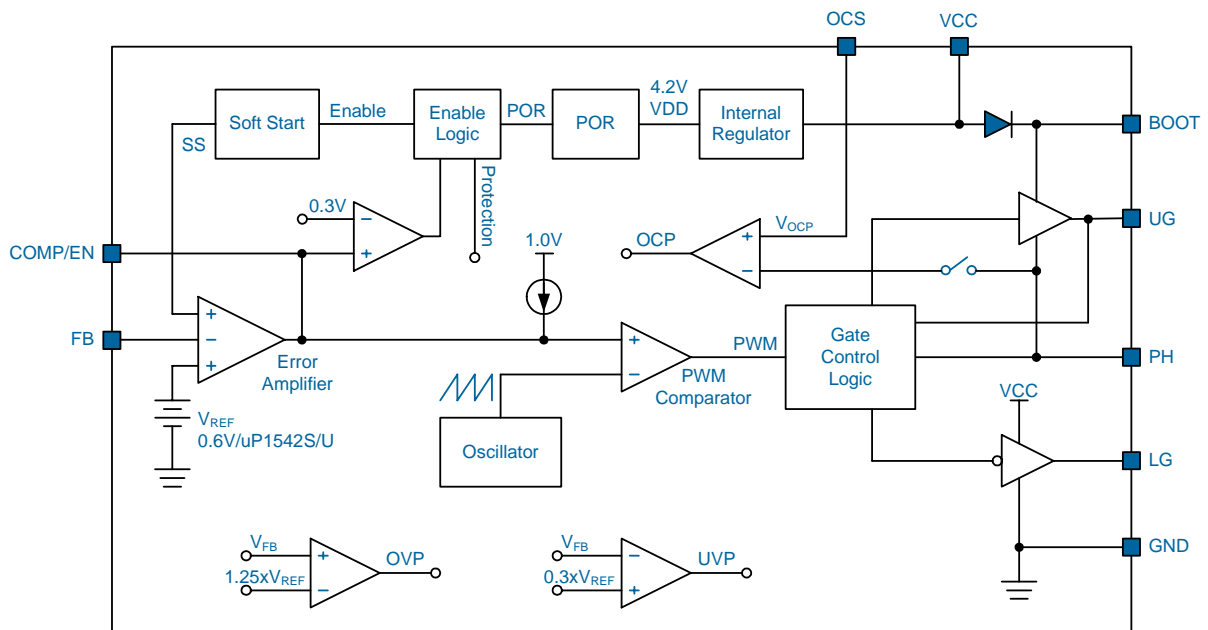 OCS
VCC
4.2V
VDD
Soft Start
Enable
Enable
Logic
POR
POR
Internal
Regulator
BOOT
SS
Protection
0.3V
−
+
UG
1.0V
OCP
+
VOCP
−
COMP/EN
FB
+
−
+
Error
Amplifier
+
−
PWM
PWM
Comparator
Gate
Control
Logic
PH
VCC
VREF
0.6V/uP1542S/U
Oscillator
LG
GND
VFB
+
OVP
1.25xVREF
−
VFB
−
UVP
0.3xVREF
+